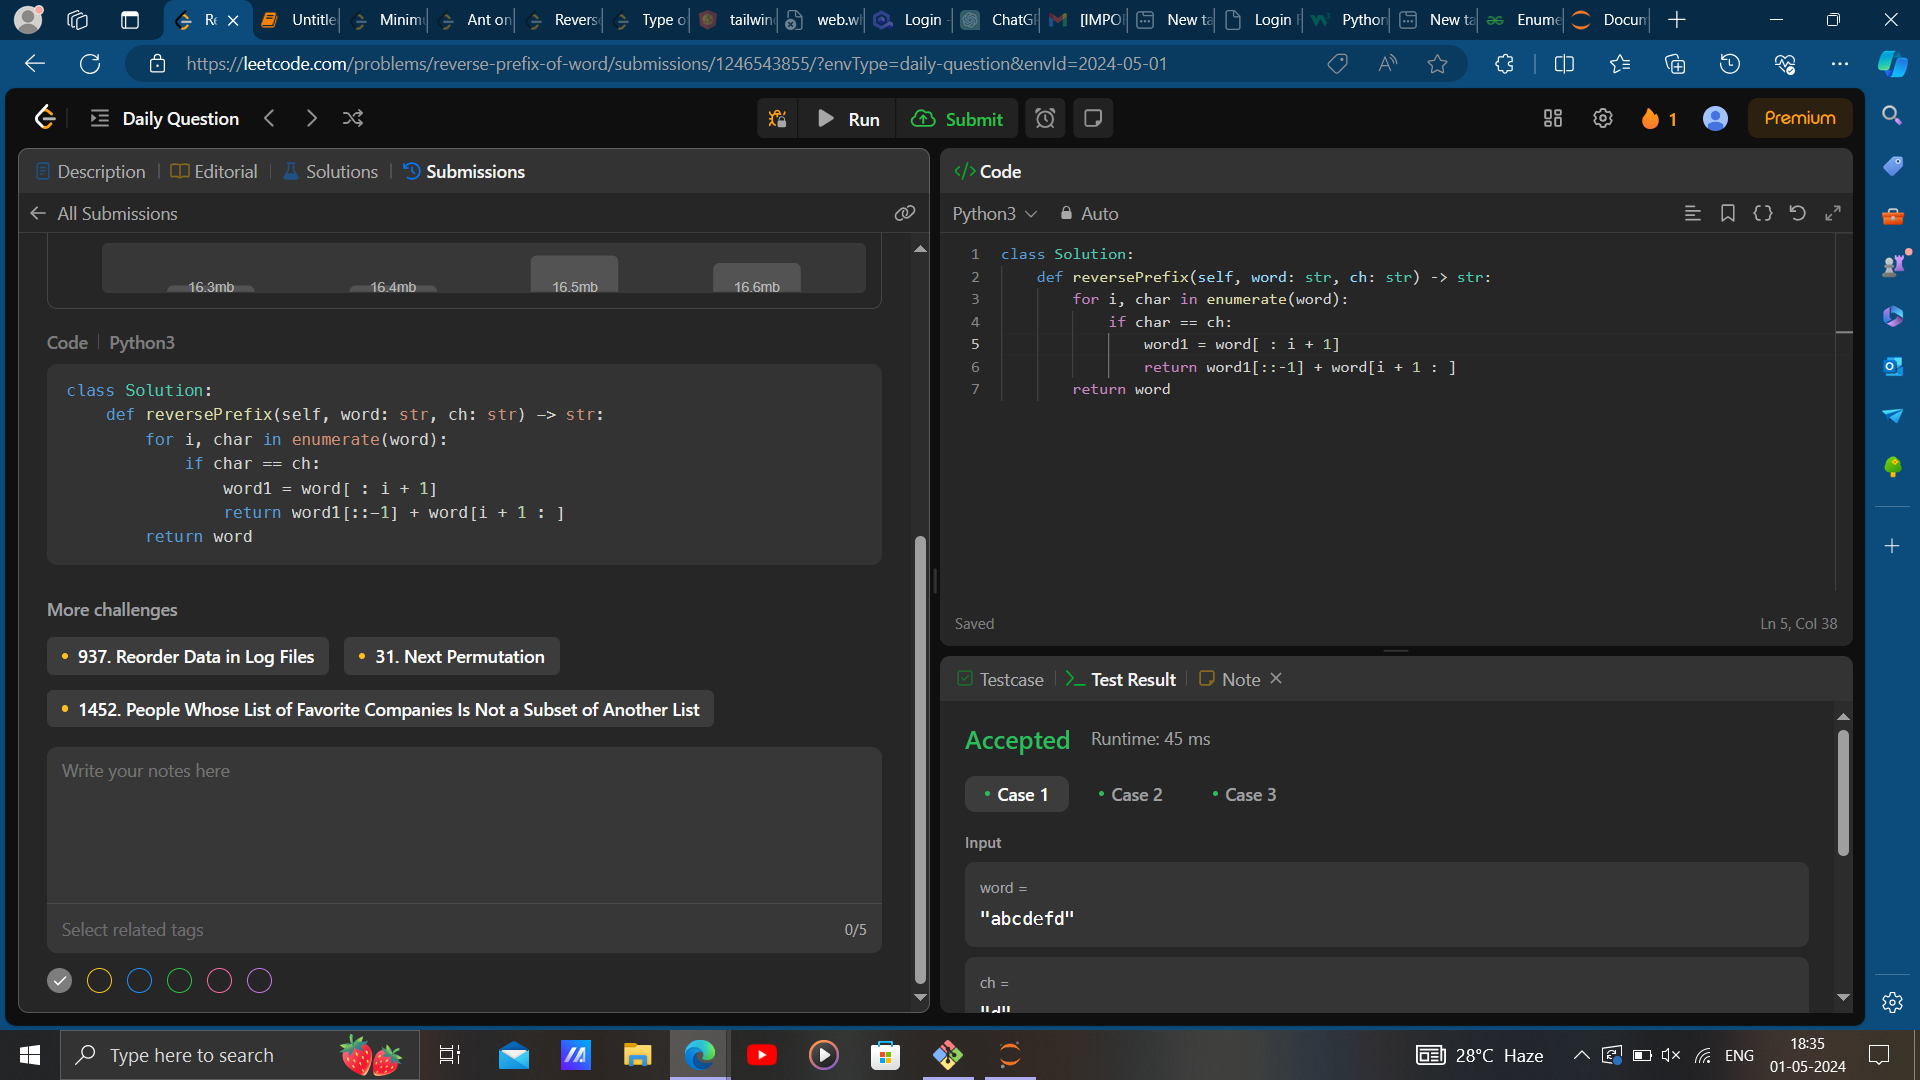 Re
Untitle
Minimu
Ant on
Revers
Type o
tailwin
web.wh
Login -
ChatGP
[IMPO
New ta
Login F
Python
New ta
Enume
Docum
https://leetcode.com/problems/reverse-prefix-of-word/submissions/1246543855/?envType=daily-question&envId=2024-05-01
Daily Question
Run
Submit
1
Premium
Description
Editorial
Solutions
Submissions
All Submissions
16.3mb
16.4mb
16.5mb
16.6mb
Code
Python3
class Solution:
def reversePrefix(self, word: str, ch: str) -> str:
for i, char in enumerate(word):
if char == ch:
word1 = word[ : i + 1]
return word1[::-1] + word[i + 1 : ]
return word
More challenges
937. Reorder Data in Log Files
31. Next Permutation
1452. People Whose List of Favorite Companies Is Not a Subset of Another List
Write your notes here
Select related tags
0/5
</> Code
Python3
Auto
1 class Solution:
2 def reversePrefix(self, word: str, ch: str) -> str:
3 for i, char in enumerate(word):
4 if char == ch:
5 word1 = word[ : i + 1]
6 return word1[::-1] + word[i + 1 : ]
7 return word
Saved
Ln 5, Col 38
Testcase
Test Result
Note
Accepted
Runtime: 45 ms
Case 1
Case 2
Case 3
Input
word =
"abcdefd"
ch =
"d"
Type here to search
28°C Haze
ENG
18:35
01-05-2024